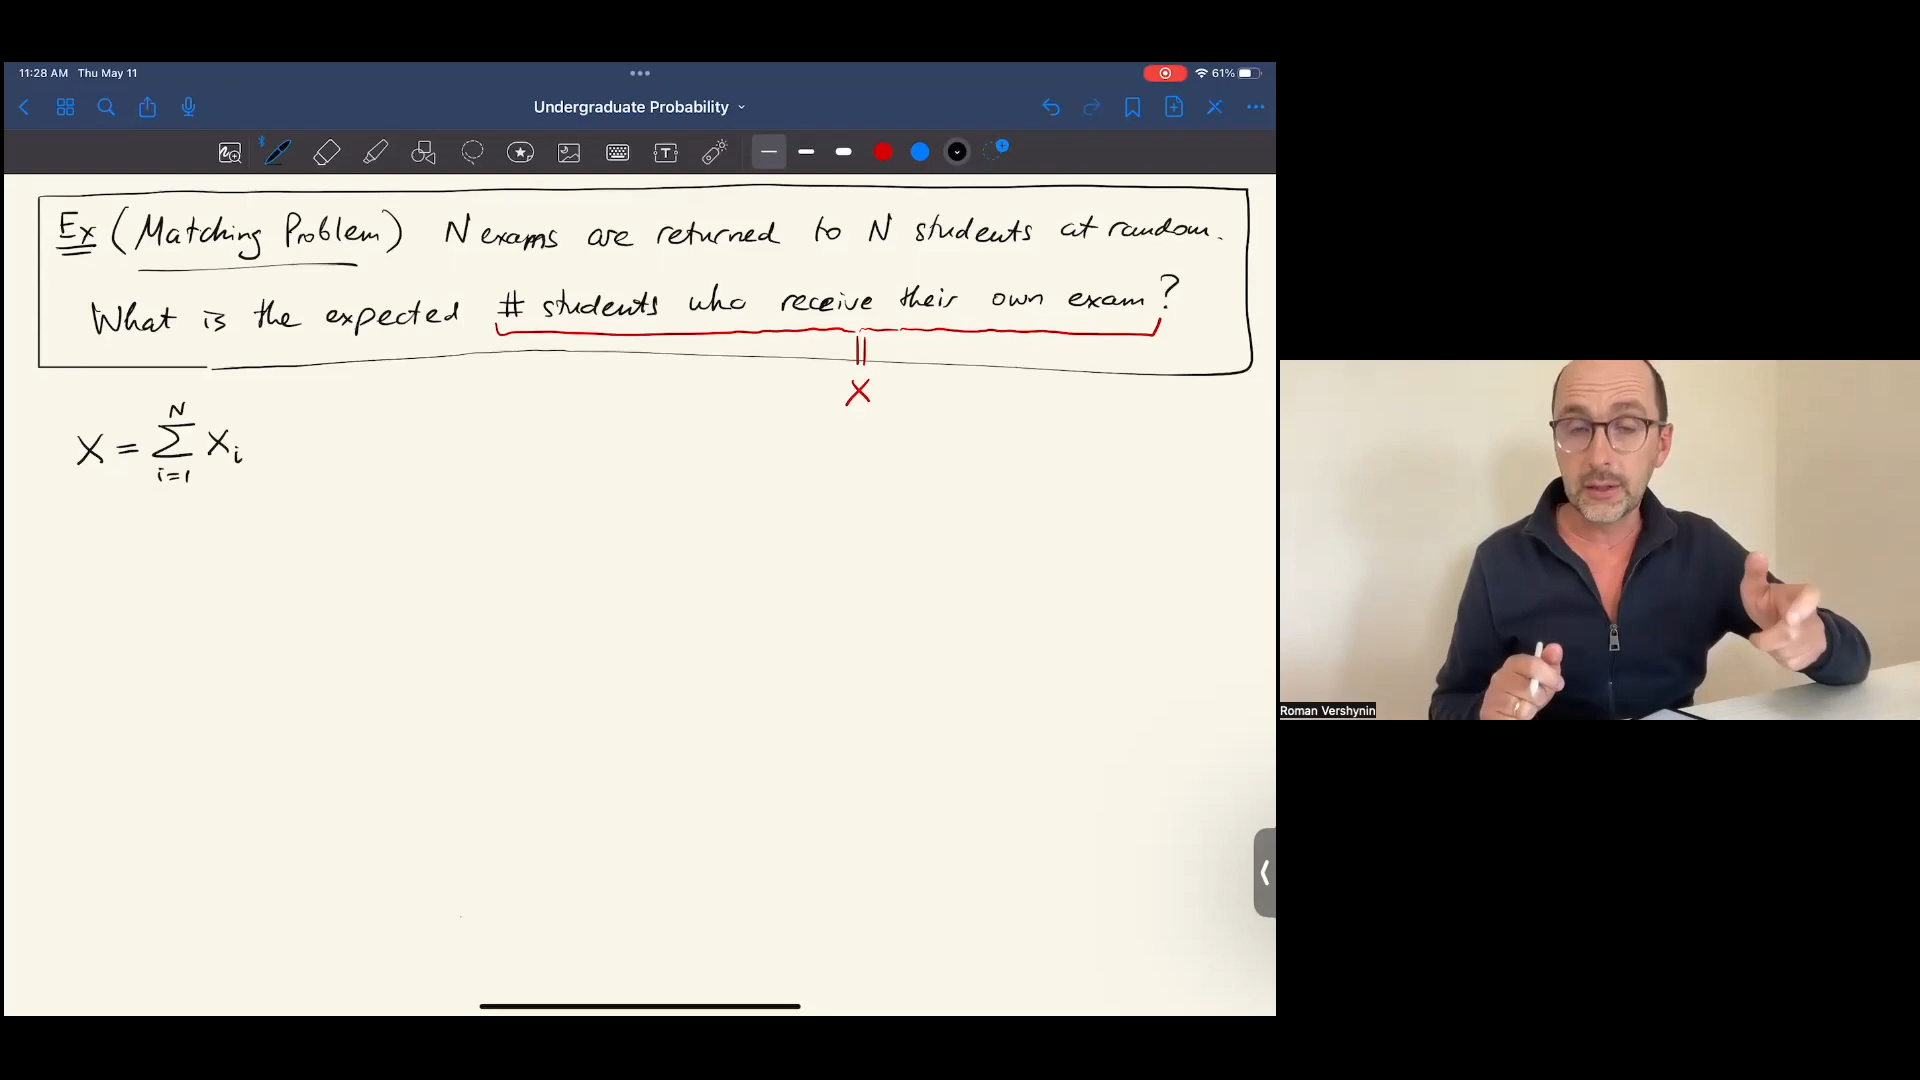 11:28 AM Thu May 11
61%
Undergraduate Probability
Ex (Matching Problem) N exams are returned to N students at random.
What is the expected # students who receive their own exam?
||
X
X = ∑_{i=1}^{N} X_i
Roman Vershynin